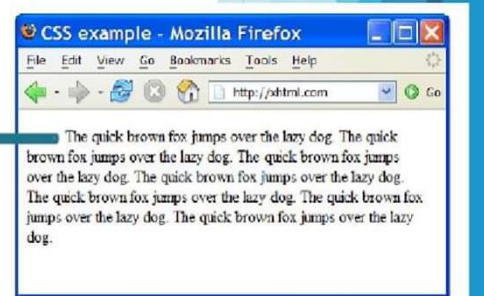 CSS example - Mozilla Firefox
File Edit View Go Bookmarks Tools Help
http://xhtml.com Go
The quick brown fox jumps over the lazy dog. The quick
brown fox jumps over the lazy dog. The quick brown fox jumps
over the lazy dog. The quick brown fox jumps over the lazy dog.
The quick brown fox jumps over the lazy dog. The quick brown fox
jumps over the lazy dog. The quick brown fox jumps over the lazy
dog.